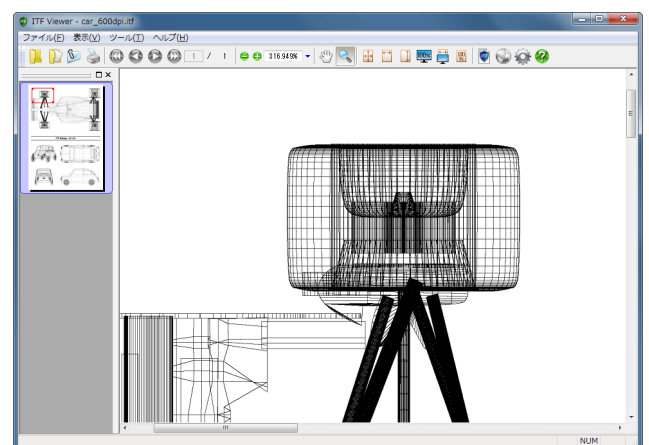 ITF Viewer - car_600dpi.itf
ファイル(F) 表示(V) ツール(T) ヘルプ(H)
1 / 1 316.949%
NUM